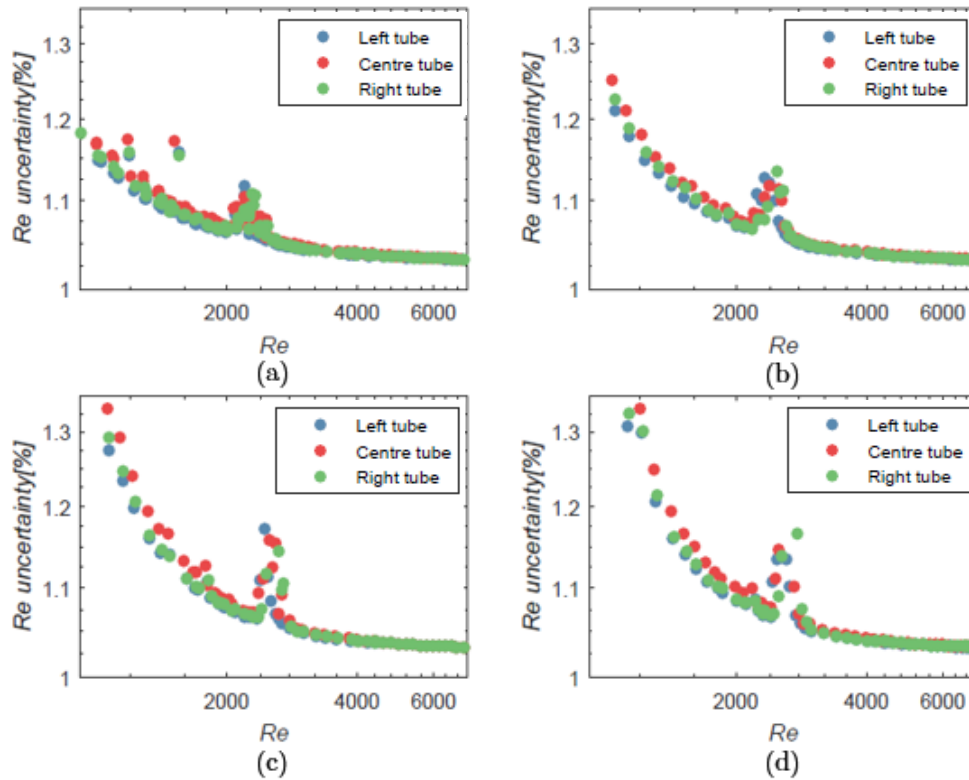 1.3
1.2
1.1
1
Re uncertainty[%]
2000 4000 6000
Re
(a)
Left tube
Centre tube
Right tube
1.3
1.2
1.1
1
Re uncertainty[%]
2000 4000 6000
Re
(b)
Left tube
Centre tube
Right tube
1.3
1.2
1.1
1
Re uncertainty[%]
2000 4000 6000
Re
(c)
Left tube
Centre tube
Right tube
1.3
1.2
1.1
1
Re uncertainty[%]
2000 4000 6000
Re
(d)
Left tube
Centre tube
Right tube